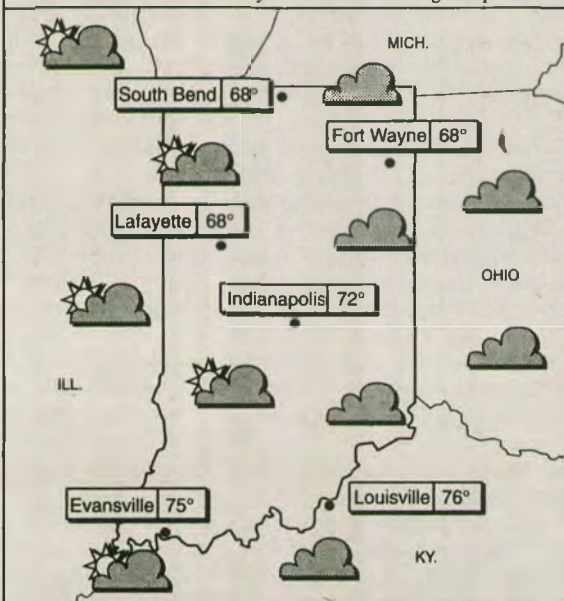 MICH.
South Bend 68°
Fort Wayne 68°
Lafayette 68°
OHIO
Indianapolis 72°
ILL.
Evansville 75°
Louisville 76°
KY.